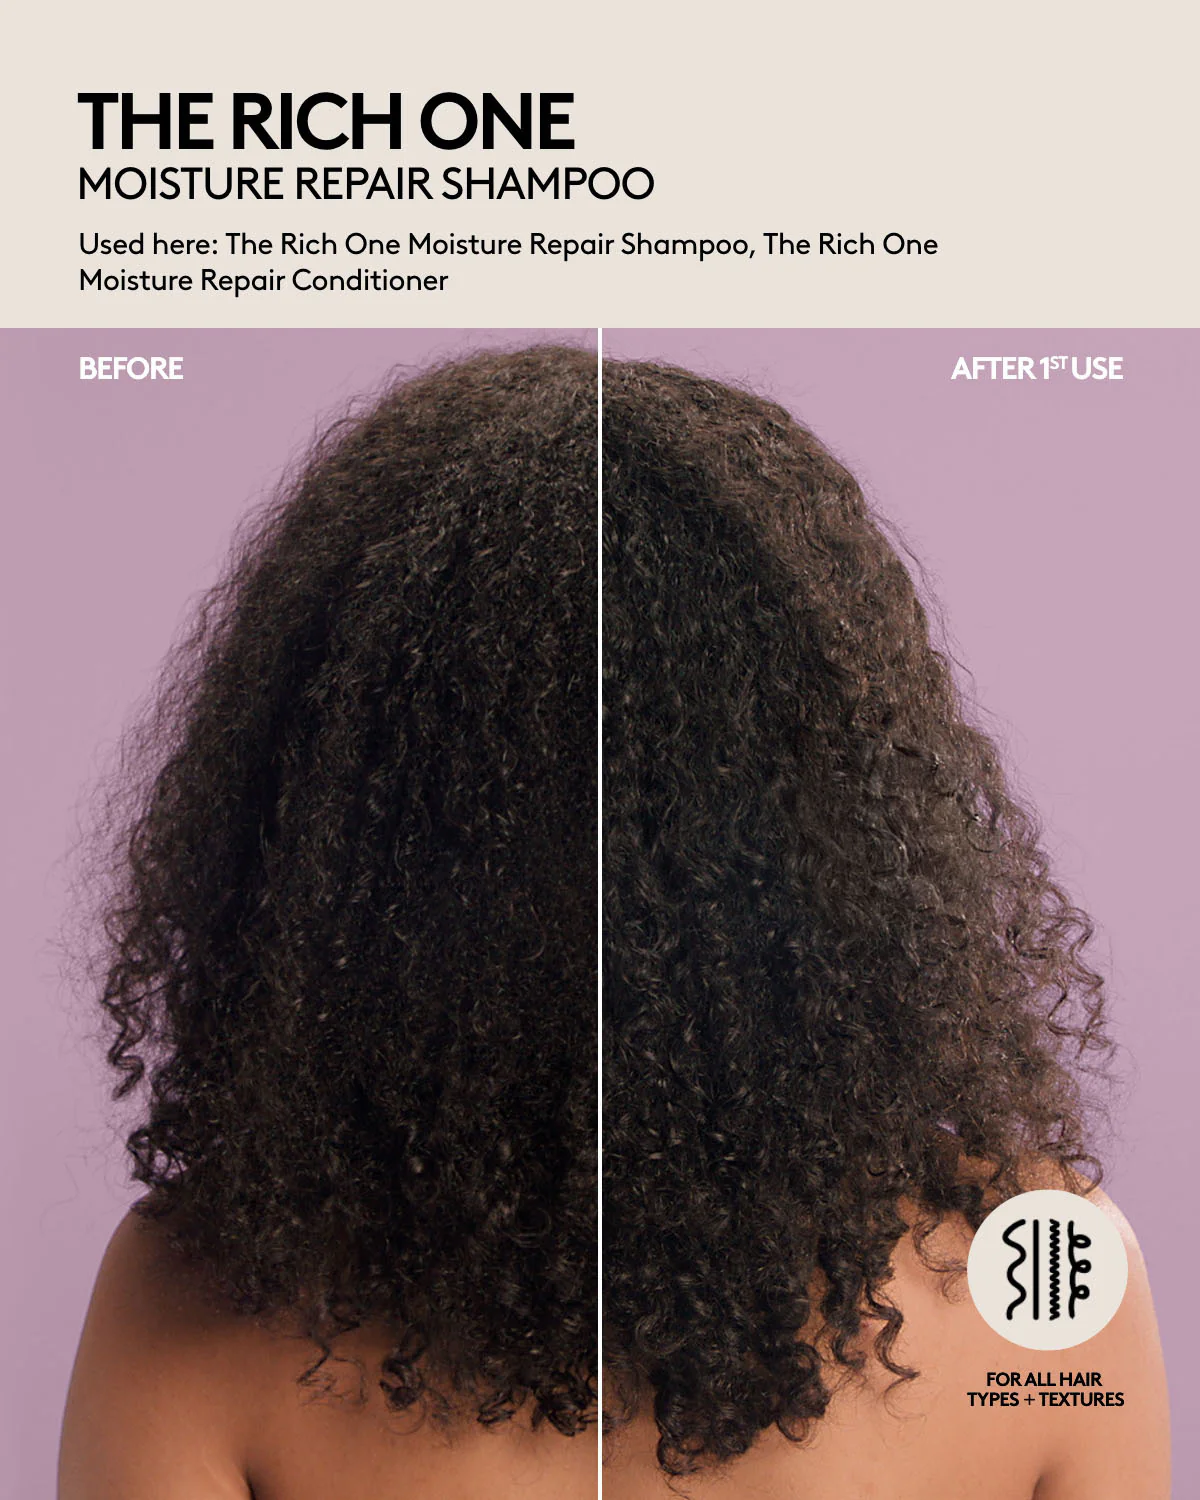 THE RICH ONE
MOISTURE REPAIR SHAMPOO
Used here: The Rich One Moisture Repair Shampoo, The Rich One
Moisture Repair Conditioner
BEFORE
AFTER 1ST USE
FOR ALL HAIR
TYPES + TEXTURES